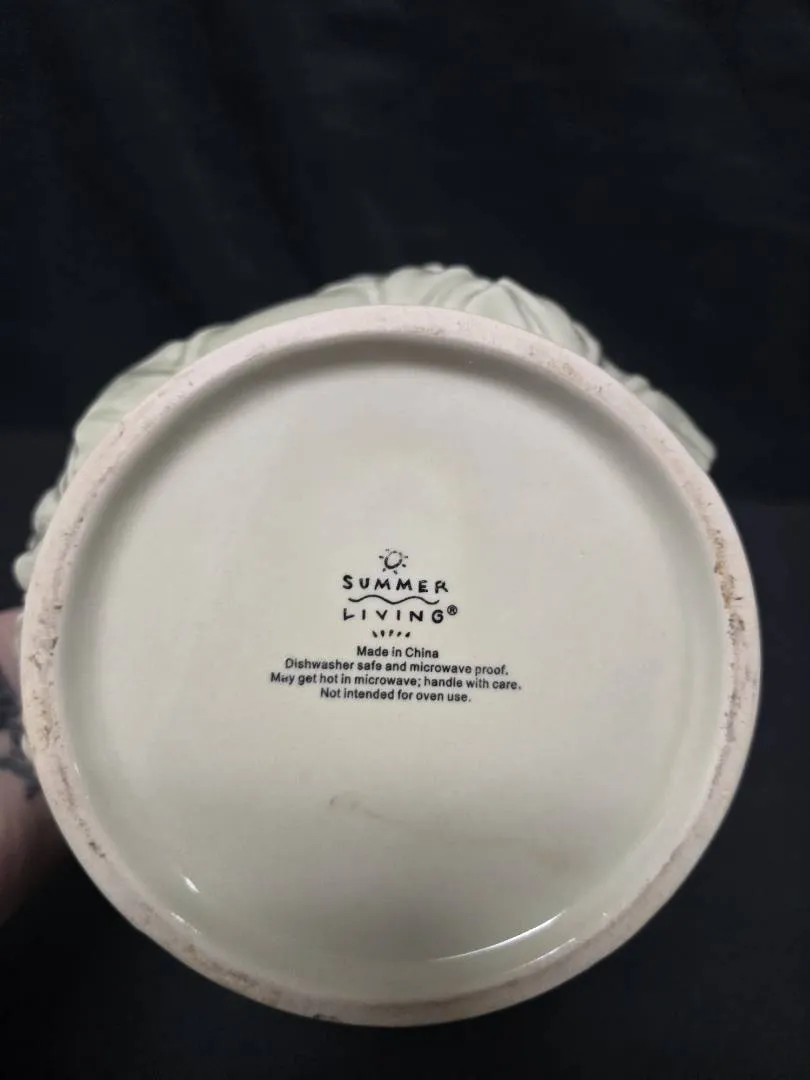 SUMMER
LIVING®
Made in China
Dishwasher safe and microwave proof.
May get hot in microwave; handle with care.
Not intended for oven use.